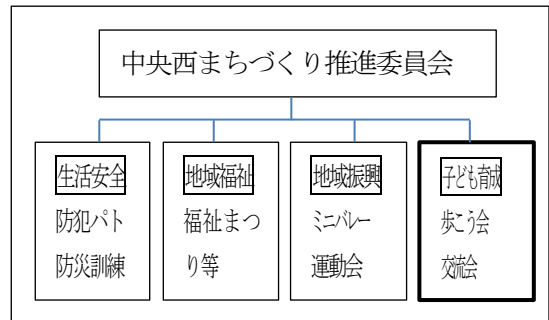 中央西まちづくり推進委員会
生活安全
防犯パト
防災訓練
地域福祉
福祉まつ
り等
地域振興
ミニバレー
運動会
子ども育成
歩こう会
交流会